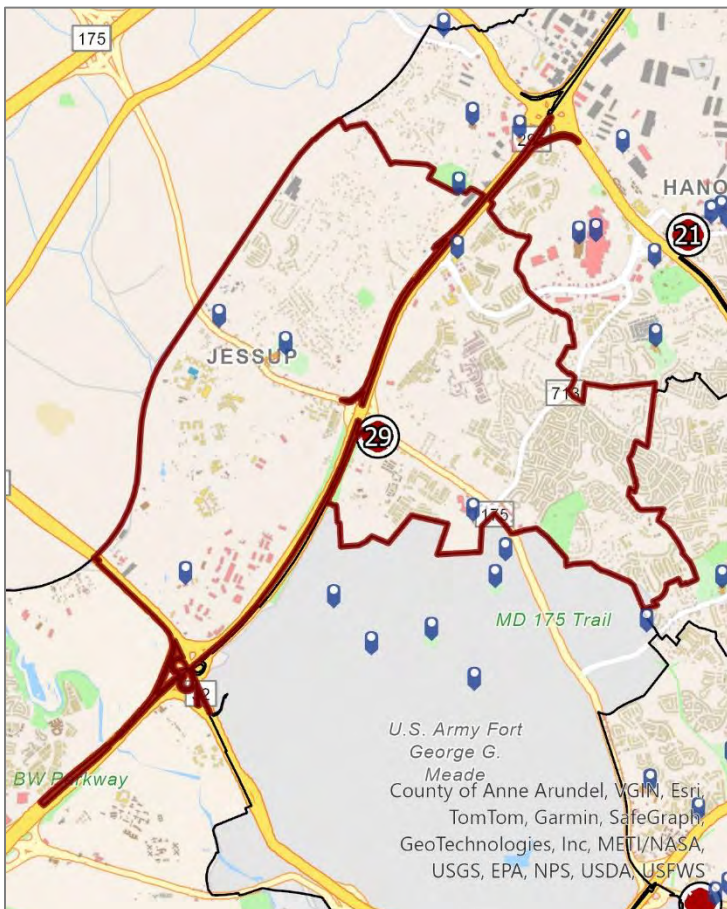 175
HANO
21
JESSUP
713
29
175
MD 175 Trail
U.S. Army Fort
George G.
Meade
BW Parkway
County of Anne Arundel, VGIN, Esri,
TomTom, Garmin, SafeGraph,
GeoTechnologies, Inc, METI/NASA,
USGS, EPA, NPS, USDA, USFWS